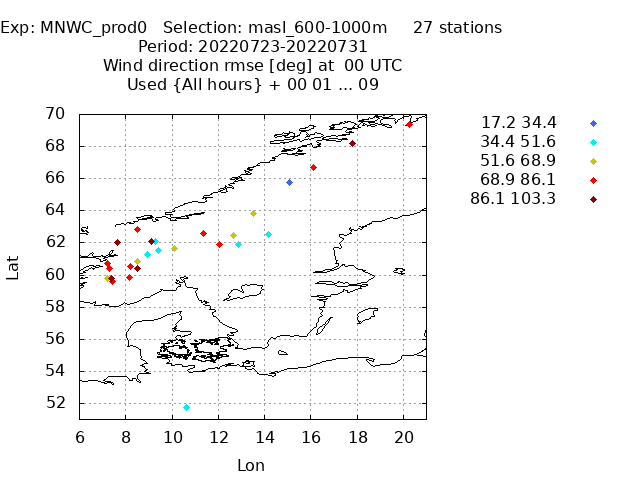 Exp: MNWC_prod0   Selection: masl_600-1000m     27 stations
Period: 20220723-20220731
Wind direction rmse [deg] at  00 UTC
Used {All hours} + 00 01 ... 09
70
68
66
64
62
60
58
56
54
52
Lat
6 8 10 12 14 16 18 20
Lon
17.2 34.4
34.4 51.6
51.6 68.9
68.9 86.1
86.1 103.3